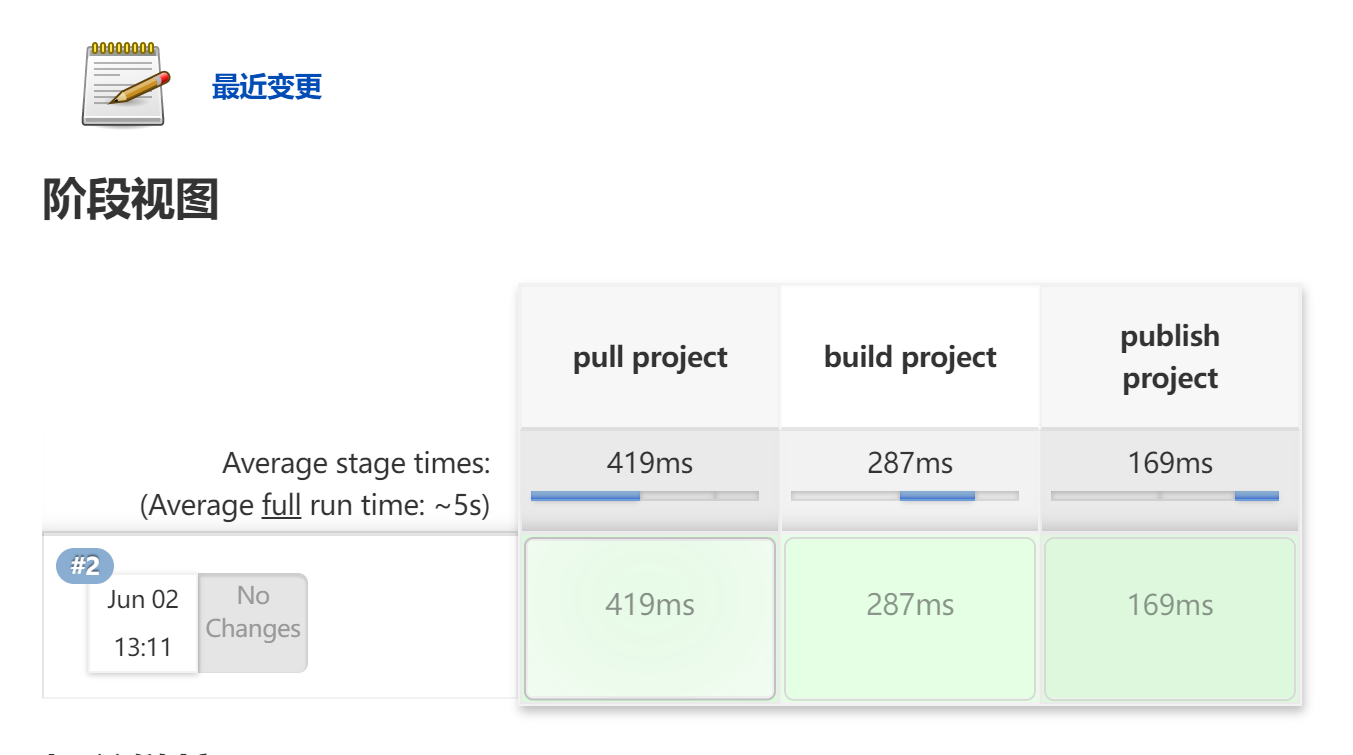 最近变更
阶段视图
pull project
build project
publish
project
Average stage times:
(Average full run time: ~5s)
419ms
287ms
169ms
#2
Jun 02
13:11
No
Changes
419ms
287ms
169ms